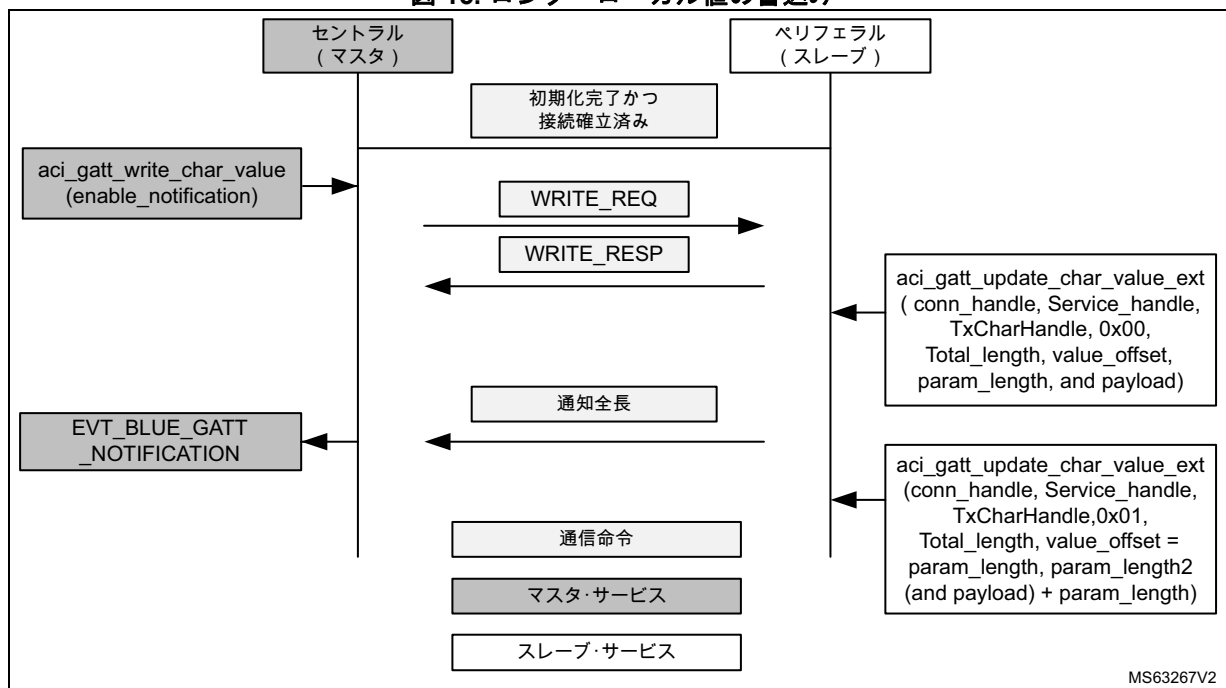 セントラル
( マスタ )
ペリフェラル
( スレーブ )
初期化完了かつ
接続確立済み
aci_gatt_write_char_value
(enable_notification)
WRITE_REQ
WRITE_RESP
aci_gatt_update_char_value_ext
( conn_handle, Service_handle,
TxCharHandle, 0x00,
Total_length, value_offset,
param_length, and payload)
通知全長
EVT_BLUE_GATT
_NOTIFICATION
aci_gatt_update_char_value_ext
(conn_handle, Service_handle,
TxCharHandle,0x01,
Total_length, value_offset =
param_length, param_length2
(and payload) + param_length)
通信命令
マスタ·サービス
スレーブ·サービス
MS63267V2